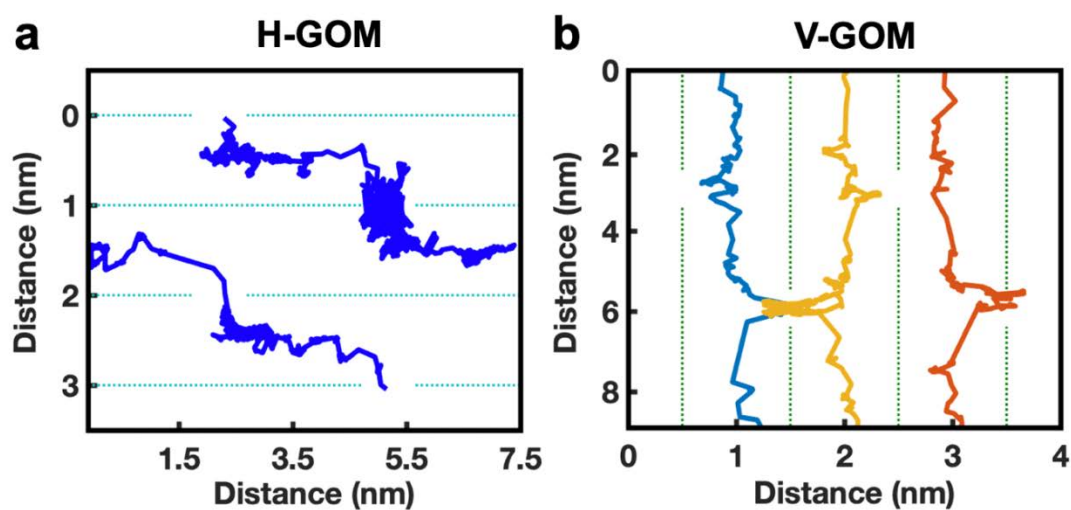 a
H-GOM
Distance (nm)
0
1
2
3
1.5 3.5 5.5 7.5
Distance (nm)
b
V-GOM
Distance (nm)
0
2
4
6
8
0 1 2 3 4
Distance (nm)